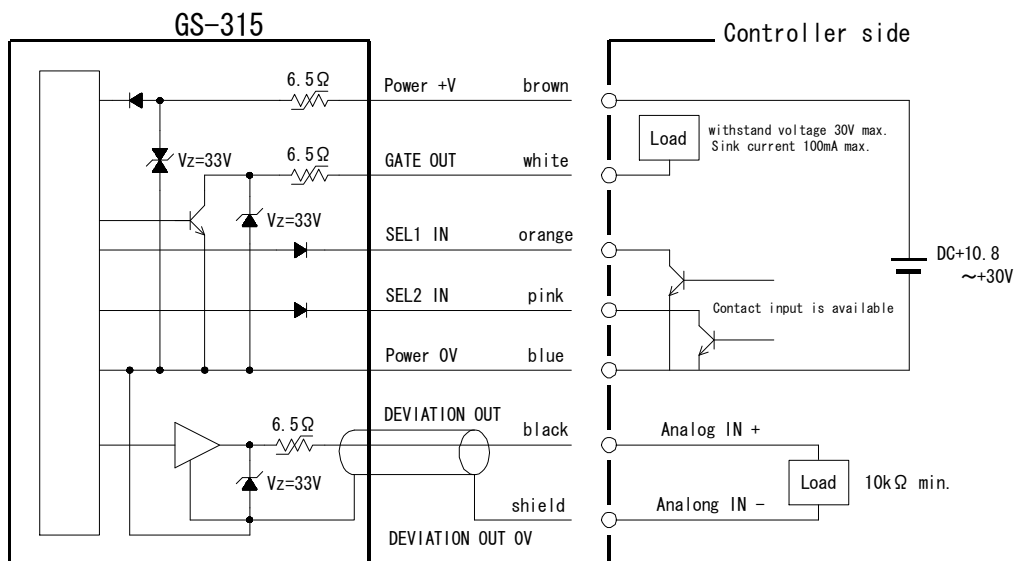 GS-315
Controller side
6.5Ω
Power +V
brown
Load
withstand voltage 30V max.
Sink current 100mA max.
Vz=33V
6.5Ω
GATE OUT
white
Vz=33V
SEL1 IN
orange
DC+10.8
～+30V
SEL2 IN
pink
Contact input is available
Power 0V
blue
DEVIATION OUT
6.5Ω
black
Analog IN +
Vz=33V
Load
10kΩ min.
shield
Analong IN -
DEVIATION OUT 0V